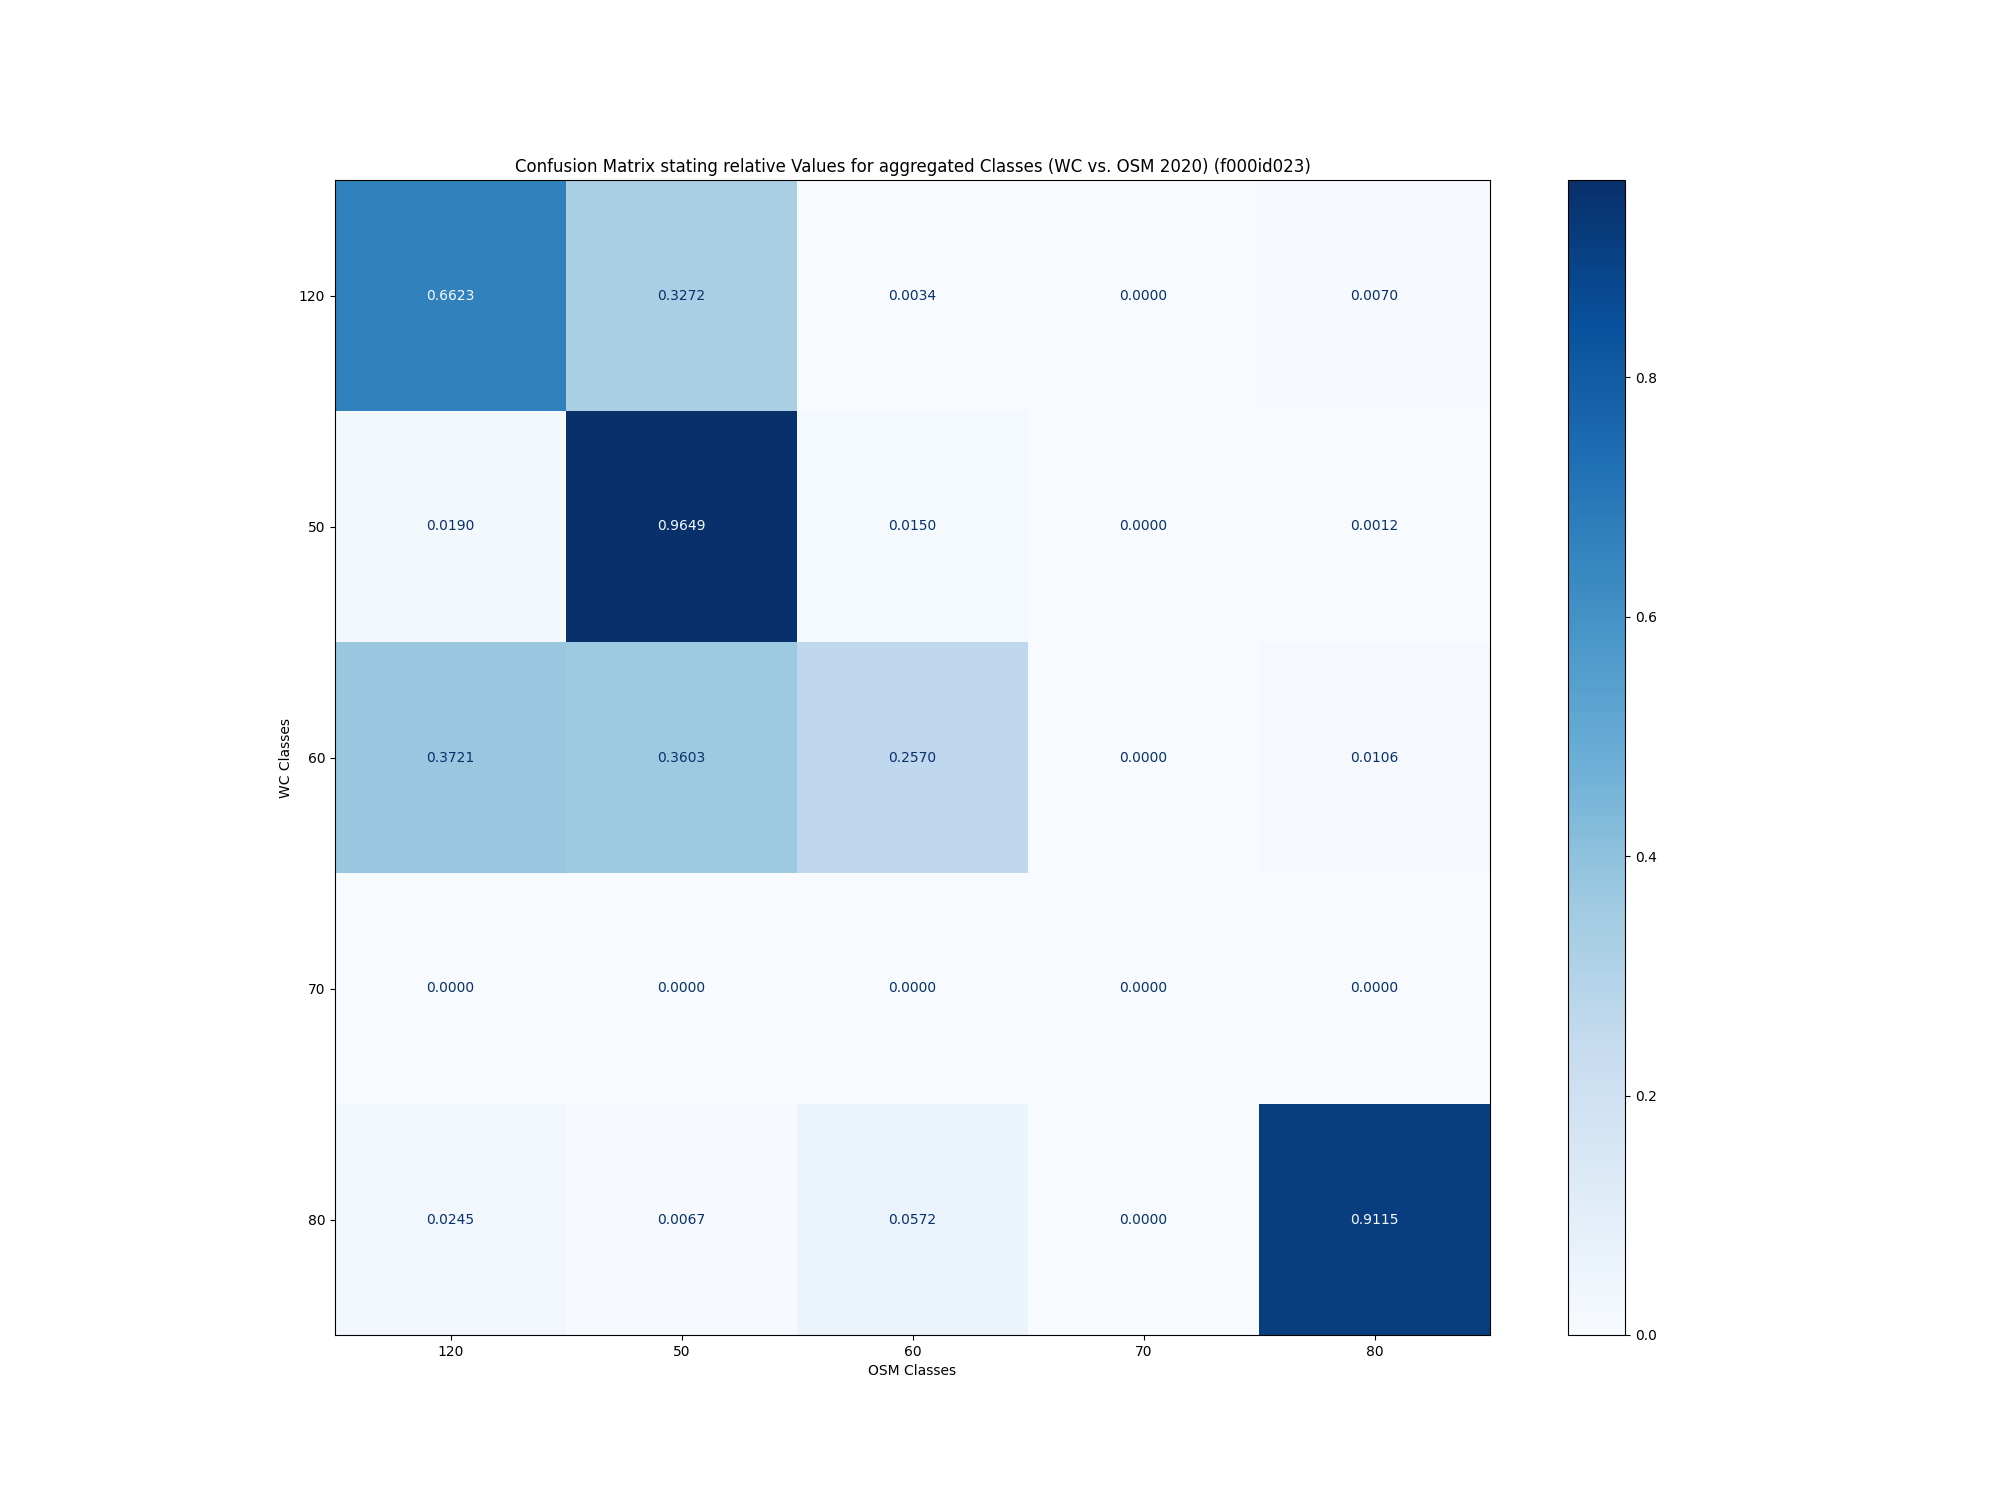 Confusion Matrix stating relative Values for aggregated Classes (WC vs. OSM 2020) (f000id023)
WC Classes
120 0.6623 0.3272 0.0034 0.0000 0.0070
50 0.0190 0.9649 0.0150 0.0000 0.0012
60 0.3721 0.3603 0.2570 0.0000 0.0106
70 0.0000 0.0000 0.0000 0.0000 0.0000
80 0.0245 0.0067 0.0572 0.0000 0.9115
120 50 60 70 80
OSM Classes
0.8
0.6
0.4
0.2
0.0